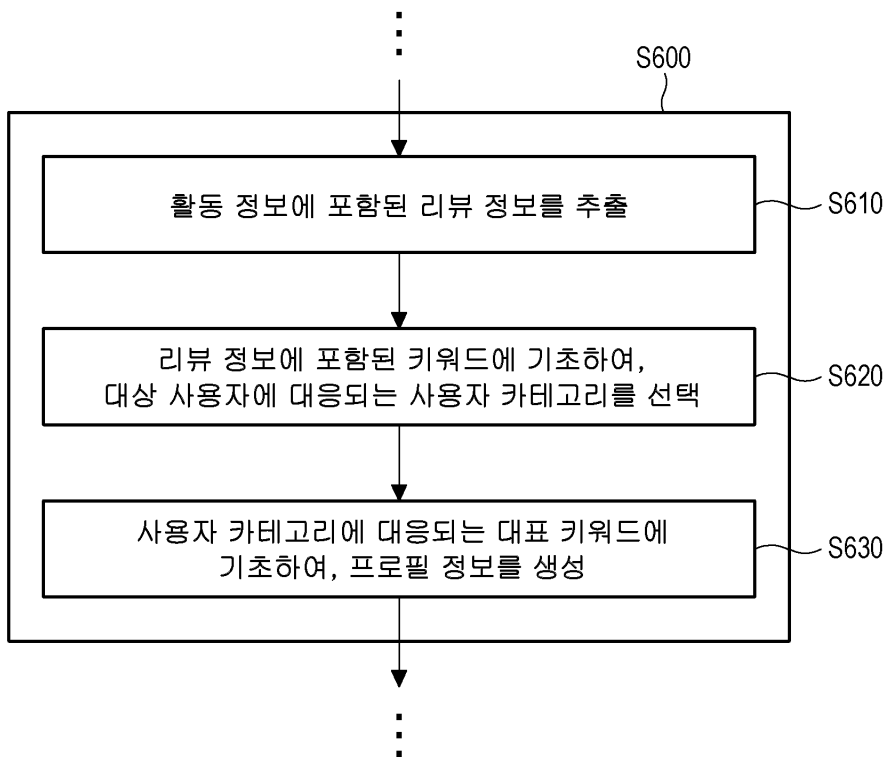 S600
활동 정보에 포함된 리뷰 정보를 추출
S610
리뷰 정보에 포함된 키워드에 기초하여,
대상 사용자에 대응되는 사용자 카테고리를 선택
S620
사용자 카테고리에 대응되는 대표 키워드에
기초하여, 프로필 정보를 생성
S630